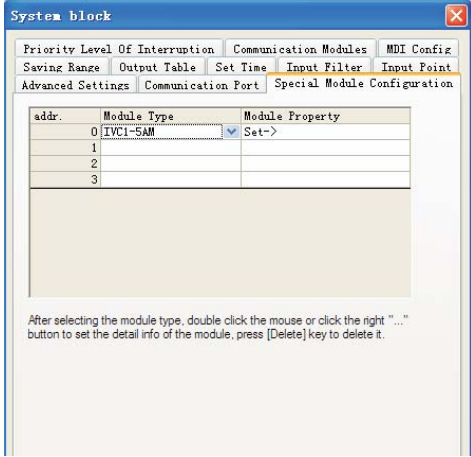 System block
Priority Level Of Interruption Communication Modules MDI Config
Saving Range Output Table Set Time Input Filter Input Point
Advanced Settings Communication Port Special Module Configuration
addr. Module Type Module Property
0 IVC1-5AM Set->
1
2
3
After selecting the module type, double click the mouse or click the right "..."
button to set the detail info of the module, press [Delete] key to delete it.